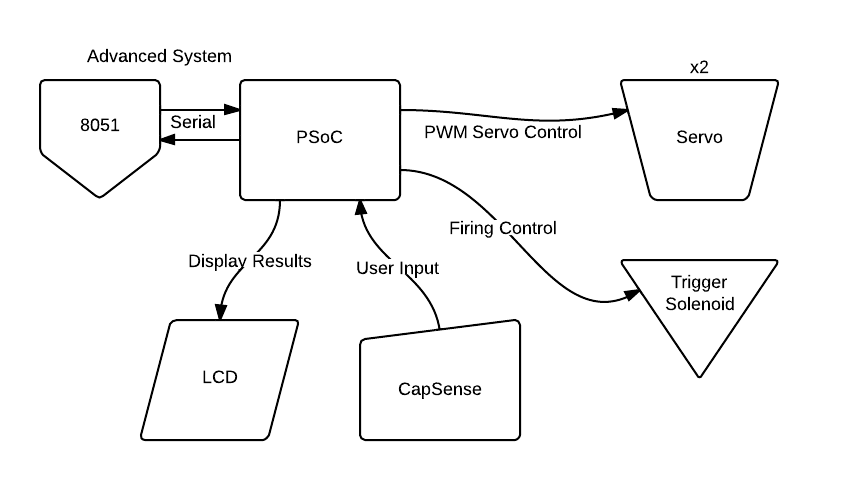 Advanced System
x2
8051
Serial
PSoC
PWM Servo Control
Servo
Firing Control
Display Results
User Input
Trigger
Solenoid
LCD
CapSense